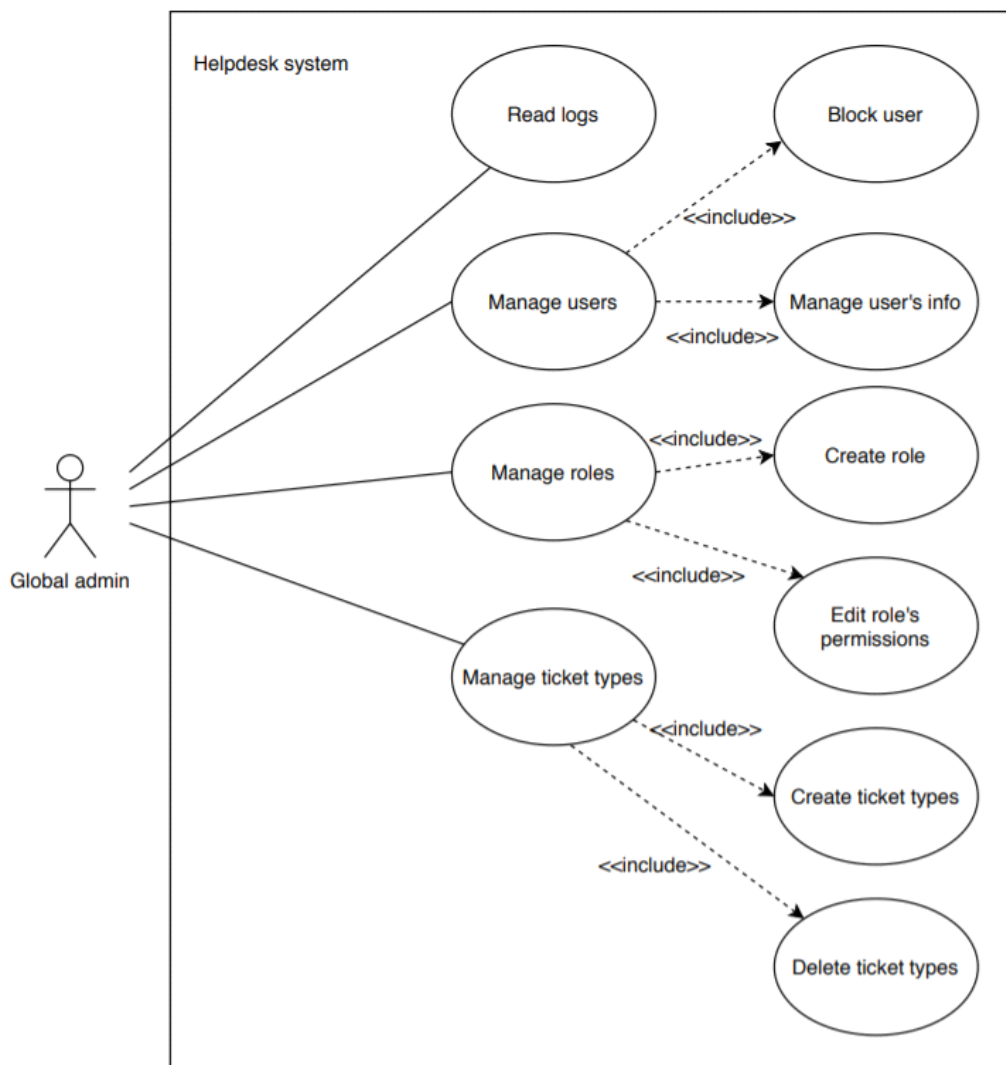 Helpdesk system
Read logs
Block user
<<include>>
Manage users
Manage user's info
<<include>>
<<include>>
Manage roles
Create role
Global admin
<<include>>
Edit role's
permissions
Manage ticket types
<<include>>
Create ticket types
<<include>>
Delete ticket types